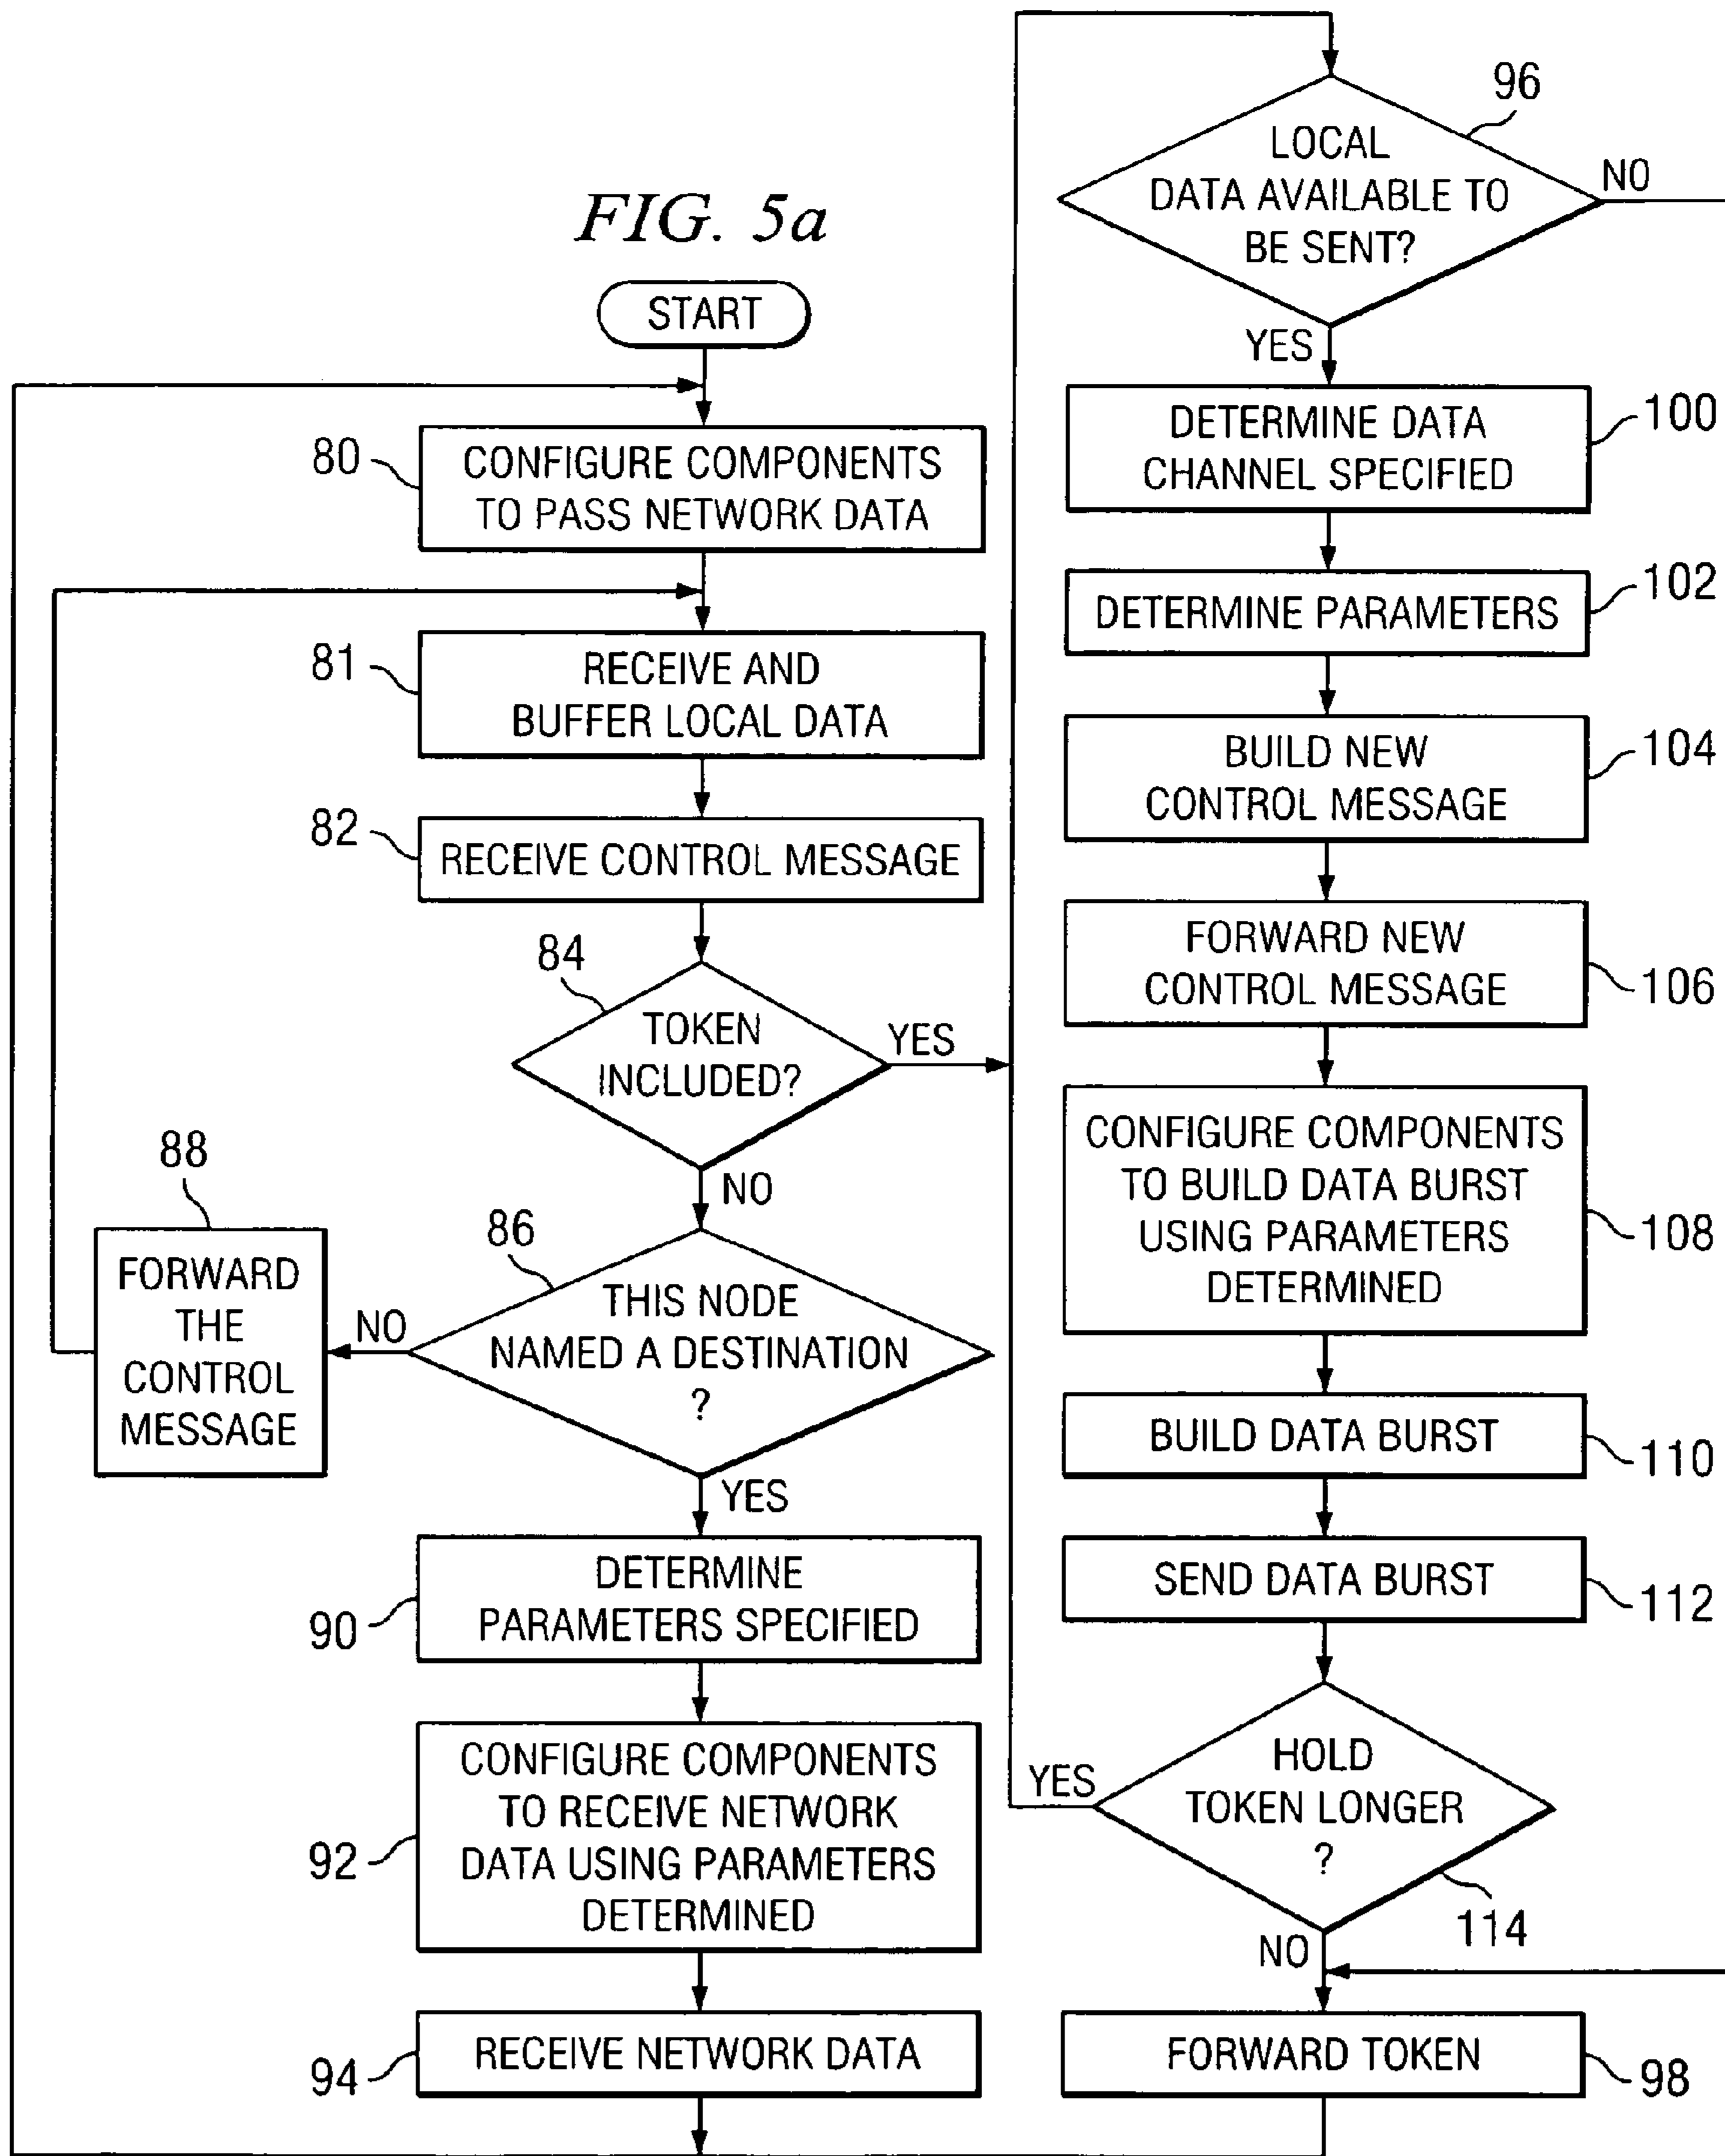 FIG. 5a
START
80
CONFIGURE COMPONENTS
TO PASS NETWORK DATA
81
RECEIVE AND
BUFFER LOCAL DATA
82
RECEIVE CONTROL MESSAGE
84
TOKEN
INCLUDED?
YES
NO
86
THIS NODE
NAMED A DESTINATION
?
NO
YES
88
FORWARD
THE
CONTROL
MESSAGE
90
DETERMINE
PARAMETERS SPECIFIED
92
CONFIGURE COMPONENTS
TO RECEIVE NETWORK
DATA USING PARAMETERS
DETERMINED
94
RECEIVE NETWORK DATA
96
LOCAL
DATA AVAILABLE TO
BE SENT?
NO
YES
DETERMINE DATA
CHANNEL SPECIFIED
100
DETERMINE PARAMETERS
102
BUILD NEW
CONTROL MESSAGE
104
FORWARD NEW
CONTROL MESSAGE
106
CONFIGURE COMPONENTS
TO BUILD DATA BURST
USING PARAMETERS
DETERMINED
108
BUILD DATA BURST
110
SEND DATA BURST
112
HOLD
TOKEN LONGER
?
YES
NO
114
FORWARD TOKEN
98